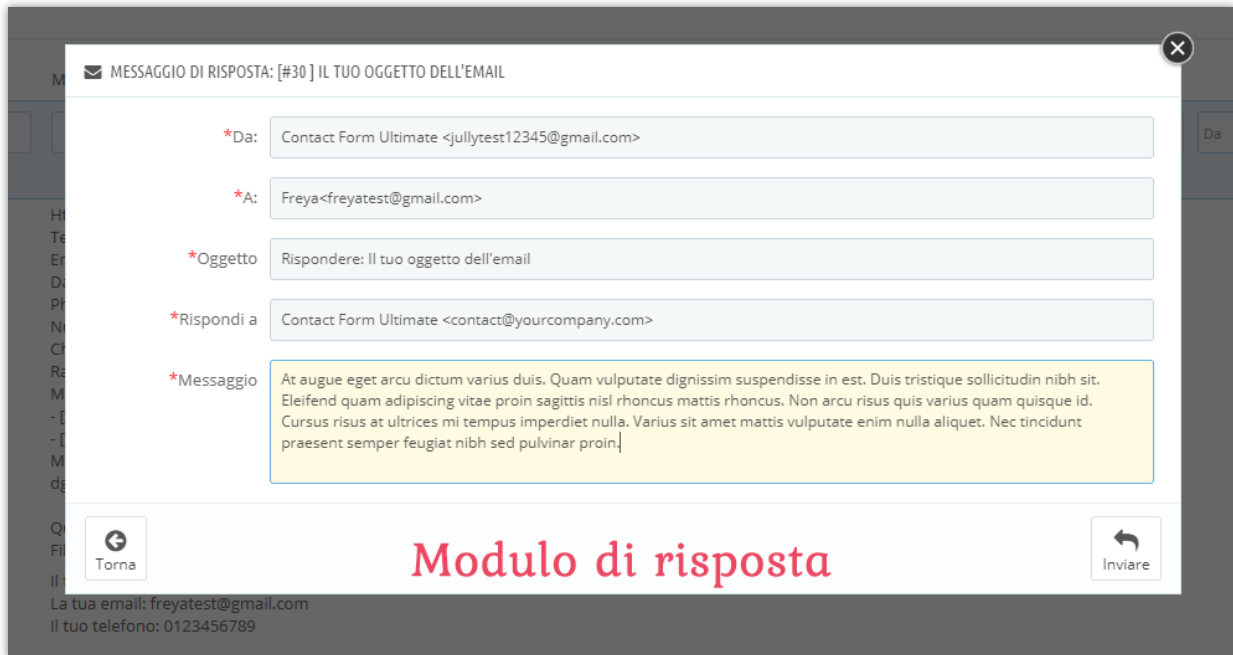 MESSAGGIO DI RISPOSTA: [#30 ] IL TUO OGGETTO DELL'EMAIL
*Da: Contact Form Ultimate <jullytest12345@gmail.com>
*A: Freya<freyatest@gmail.com>
*Oggetto Rispondere: Il tuo oggetto dell'email
*Rispondi a Contact Form Ultimate <contact@yourcompany.com>
*Messaggio At augue eget arcu dictum varius duis. Quam vulputate dignissim suspendisse in est. Duis tristique sollicitudin nibh sit.
Eleifend quam adipiscing vitae proin sagittis nisl rhoncus mattis rhoncus. Non arcu risus quis varius quam quisque id.
Cursus risus at ultrices mi tempus imperdiet nulla. Varius sit amet mattis vulputate enim nulla aliquet. Nec tincidunt
praesent semper feugiat nibh sed pulvinar proin.
Torna
Modulo di risposta
Inviare
Da
La tua email: freyatest@gmail.com
Il tuo telefono: 0123456789